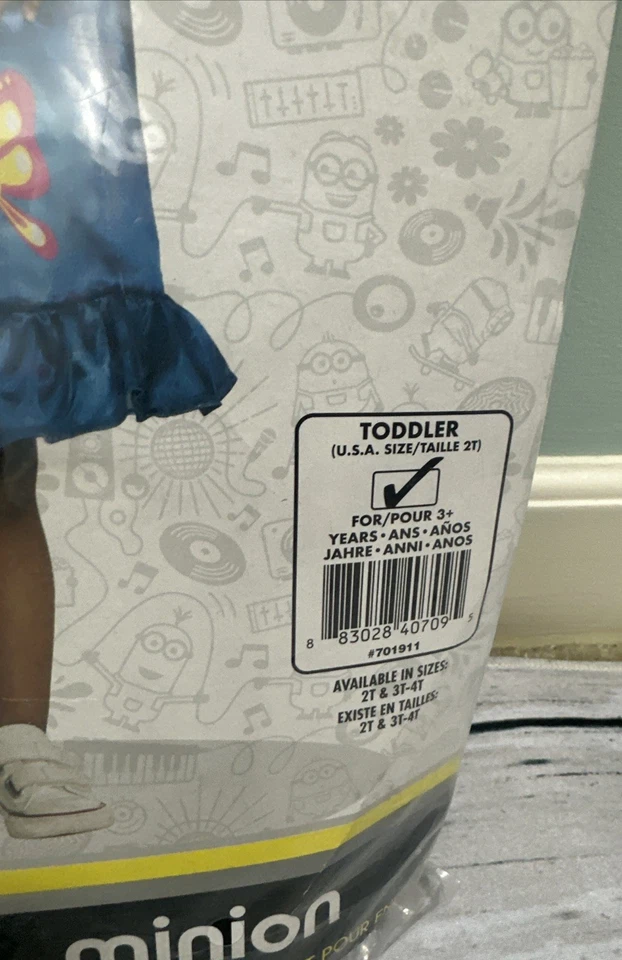 TODDLER
(U.S.A. SIZE/TAILLE 2T)
FOR/POUR 3+
YEARS • ANS • AÑOS
JAHRE • ANNI • ANOS
8 83028 40709 5
#701911
AVAILABLE IN SIZES:
2T & 3T-4T
EXISTE EN TAILLES:
2T & 3T-4T
minion
POUR